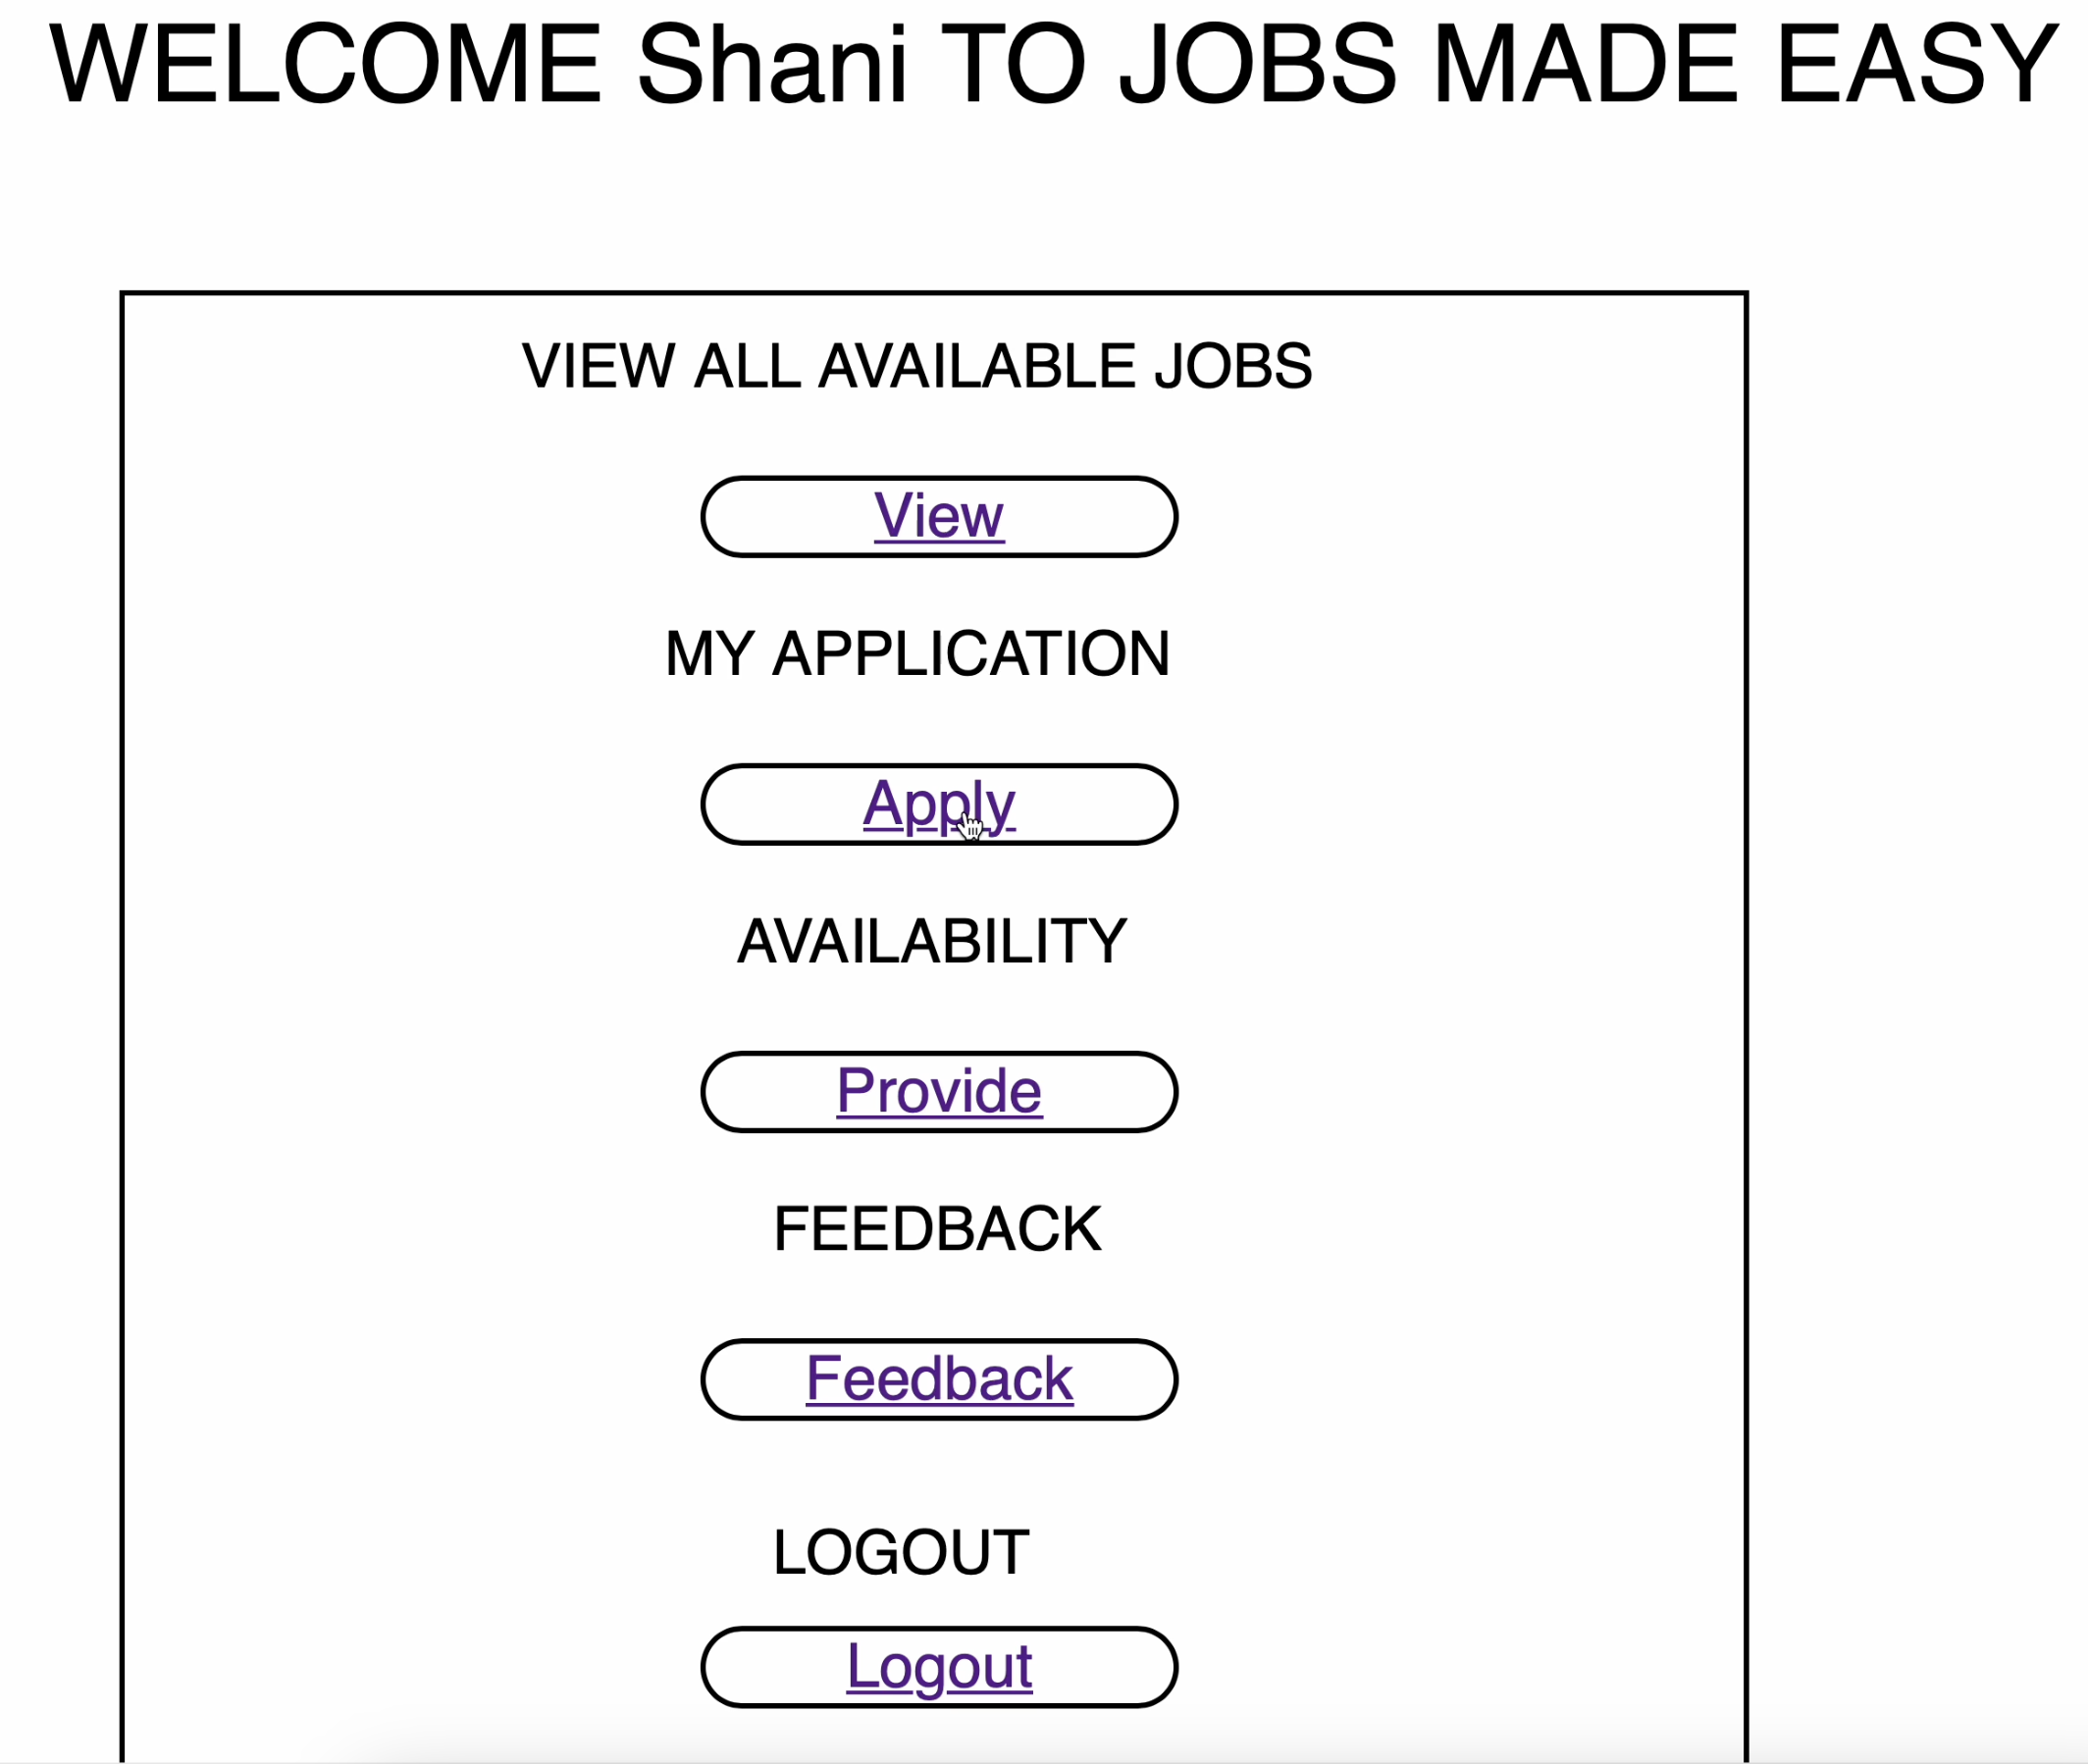 WELCOME Shani TO JOBS MADE EASY
VIEW ALL AVAILABLE JOBS
View
MY APPLICATION
Apply
AVAILABILITY
Provide
FEEDBACK
Feedback
LOGOUT
Logout